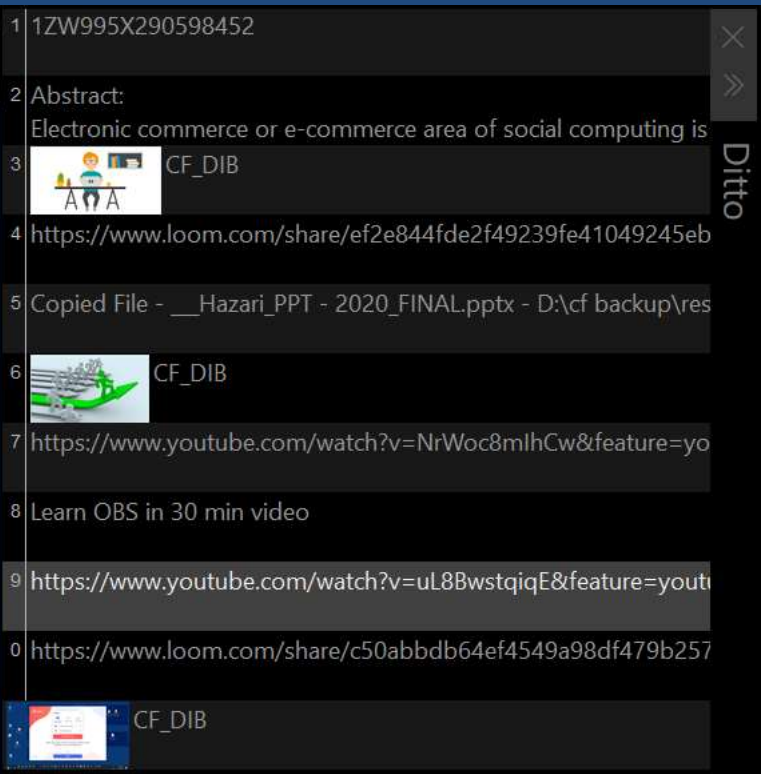 1 1ZW995X290598452
2 Abstract:
Electronic commerce or e-commerce area of social computing is
3 CF_DIB
4 https://www.loom.com/share/ef2e844fde2f49239fe41049245eb
5 Copied File - __Hazari_PPT - 2020_FINAL.pptx - D:\cf backup\res
6 CF_DIB
7 https://www.youtube.com/watch?v=NrWoc8mIhCw&feature=yo
8 Learn OBS in 30 min video
9 https://www.youtube.com/watch?v=uL8BwstqiqE&feature=yout
0 https://www.loom.com/share/c50abbdb64ef4549a98df479b257
CF_DIB
Ditto